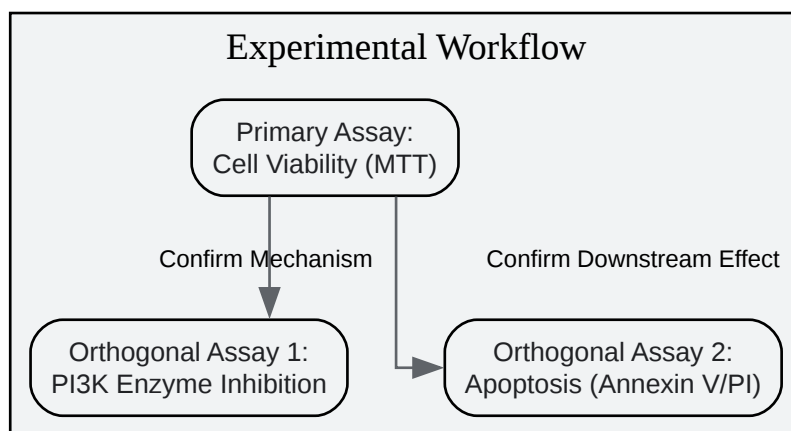 Experimental Workflow
Primary Assay:
Cell Viability (MTT)
Confirm Mechanism
Confirm Downstream Effect
Orthogonal Assay 1:
PI3K Enzyme Inhibition
Orthogonal Assay 2:
Apoptosis (Annexin V/PI)